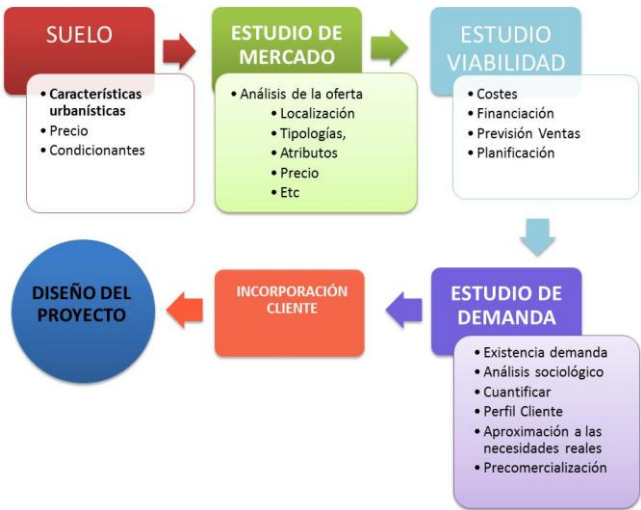 SUELO
• Características
urbanísticas
• Precio
• Condicionantes
ESTUDIO DE
MERCADO
• Análisis de la oferta
• Localización
• Tipologías,
• Atributos
• Precio
• Etc
ESTUDIO
VIABILIDAD
• Costes
• Financiación
• Previsión Ventas
• Planificación
ESTUDIO DE
DEMANDA
• Existencia demanda
• Análisis sociológico
• Cuantificar
• Perfil Cliente
• Aproximación a las
necesidades reales
• Precomercialización
INCORPORACIÓN
CLIENTE
DISEÑO DEL
PROYECTO